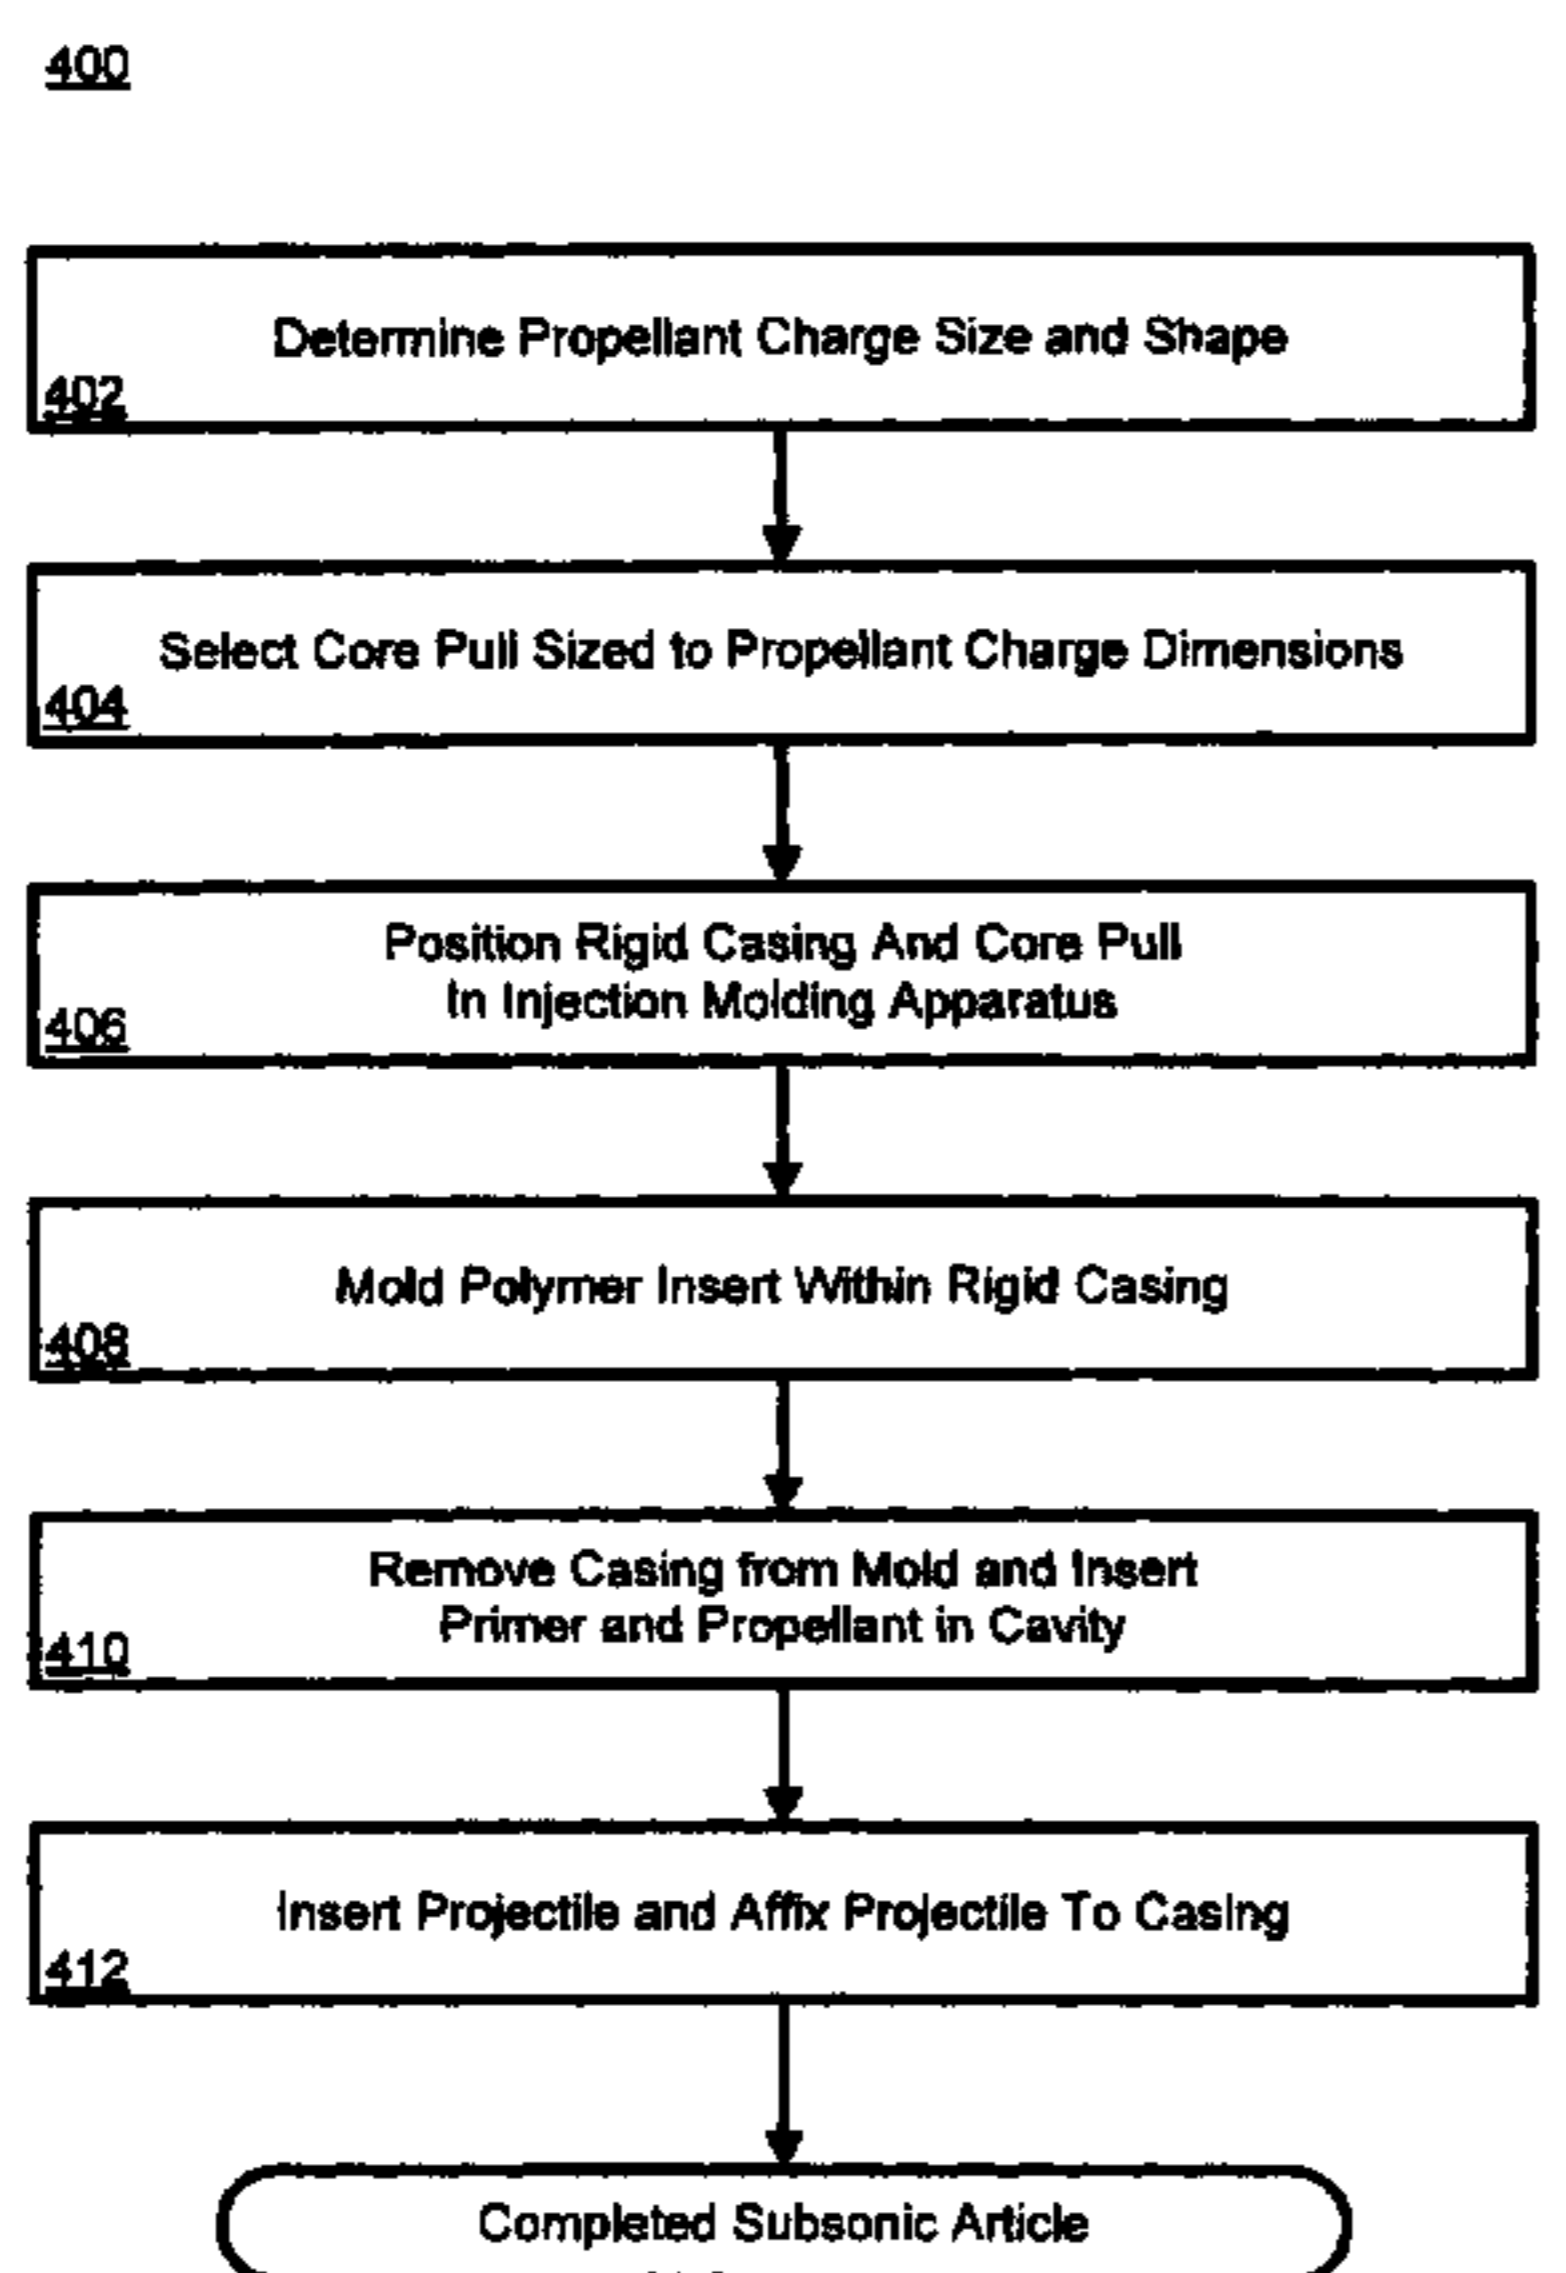 400
Determine Propellant Charge Size and Shape
402
Select Core Pull Sized to Propellant Charge Dimensions
404
Position Rigid Casing And Core Pull
In Injection Molding Apparatus
406
Mold Polymer Insert Within Rigid Casing
408
Remove Casing from Mold and Insert
Primer and Propellant in Cavity
410
Insert Projectile and Affix Projectile To Casing
412
Completed Subsonic Article